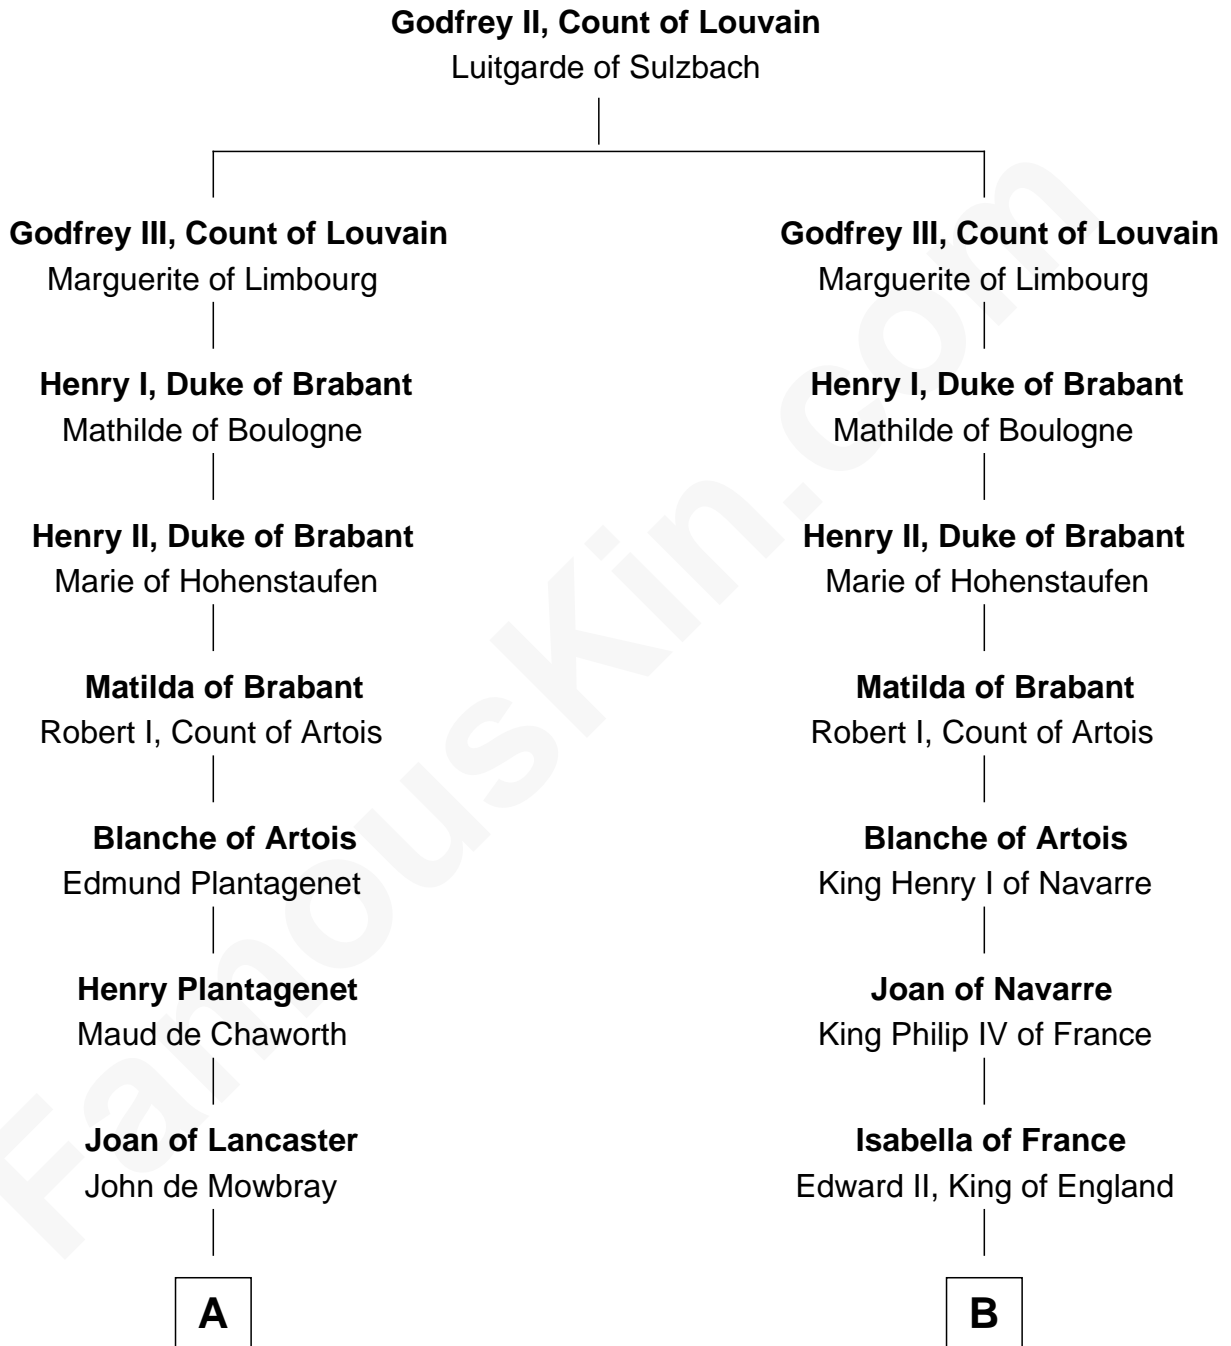 Godfrey II, Count of Louvain
Luitgarde of Sulzbach
Godfrey III, Count of Louvain
Marguerite of Limbourg
Henry I, Duke of Brabant
Mathilde of Boulogne
Henry II, Duke of Brabant
Marie of Hohenstaufen
Matilda of Brabant
Robert I, Count of Artois
Blanche of Artois
Edmund Plantagenet
Henry Plantagenet
Maud de Chaworth
Joan of Lancaster
John de Mowbray
A
Godfrey III, Count of Louvain
Marguerite of Limbourg
Henry I, Duke of Brabant
Mathilde of Boulogne
Henry II, Duke of Brabant
Marie of Hohenstaufen
Matilda of Brabant
Robert I, Count of Artois
Blanche of Artois
King Henry I of Navarre
Joan of Navarre
King Philip IV of France
Isabella of France
Edward II, King of England
B
FamousKin.com